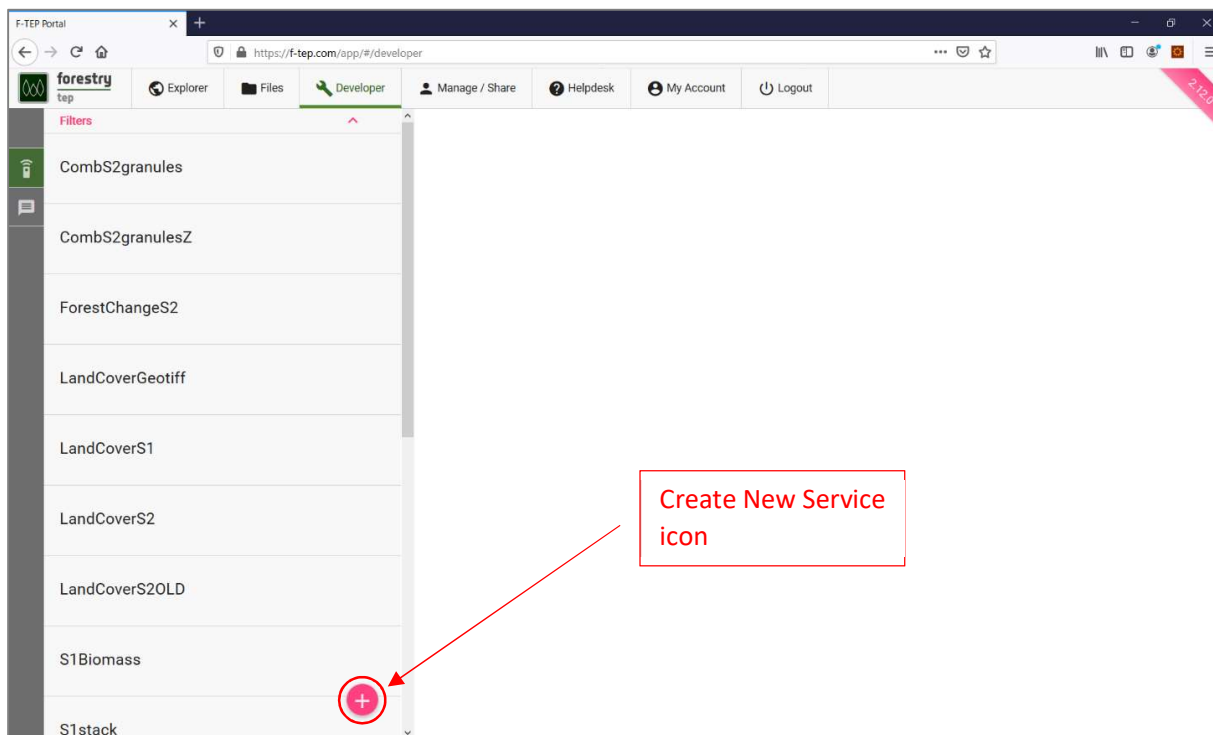 F-TEP Portal
https://f-tep.com/app/#/developer
forestry
tep
Explorer
Files
Developer
Manage / Share
Helpdesk
My Account
Logout
2.12.0
Filters
CombS2granules
CombS2granulesZ
ForestChangeS2
LandCoverGeotiff
LandCoverS1
LandCoverS2
LandCoverS2OLD
S1Biomass
S1stack
Create New Service
icon